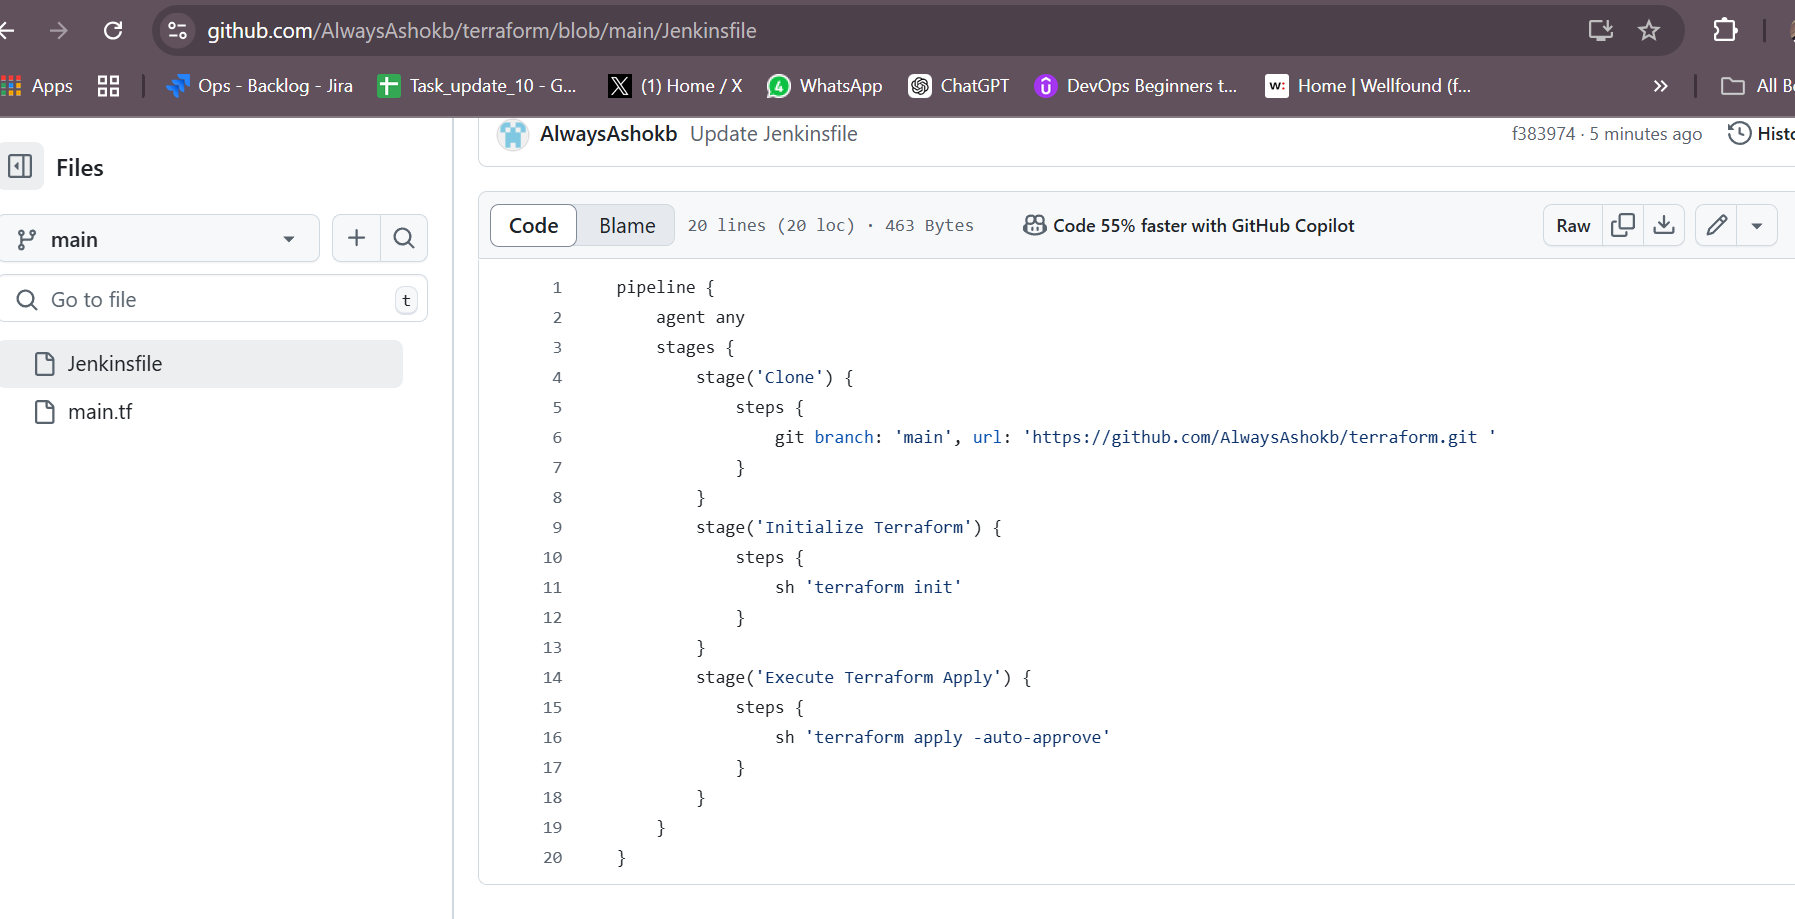 github.com/AlwaysAshokb/terraform/blob/main/Jenkinsfile
Apps Ops - Backlog - Jira Task_update_10 - G... X (1) Home / X 4 WhatsApp ChatGPT DevOps Beginners t... w: Home | Wellfound (f... » All Bo
AlwaysAshokb Update Jenkinsfile f383974 · 5 minutes ago Histo
Files
main
Go to file t
Jenkinsfile
main.tf
Code Blame 20 lines (20 loc) · 463 Bytes Code 55% faster with GitHub Copilot Raw
1 pipeline {
2     agent any
3     stages {
4         stage('Clone') {
5             steps {
6                 git branch: 'main', url: 'https://github.com/AlwaysAshokb/terraform.git '
7             }
8         }
9         stage('Initialize Terraform') {
10             steps {
11                 sh 'terraform init'
12             }
13         }
14         stage('Execute Terraform Apply') {
15             steps {
16                 sh 'terraform apply -auto-approve'
17             }
18         }
19     }
20 }